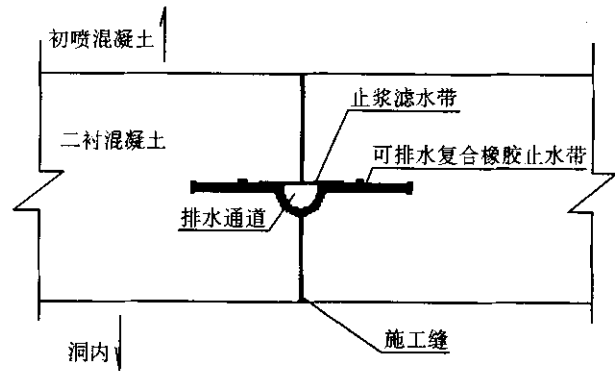 初喷混凝土
止浆滤水带
二衬混凝土
可排水复合橡胶止水带
排水通道
施工缝
洞内